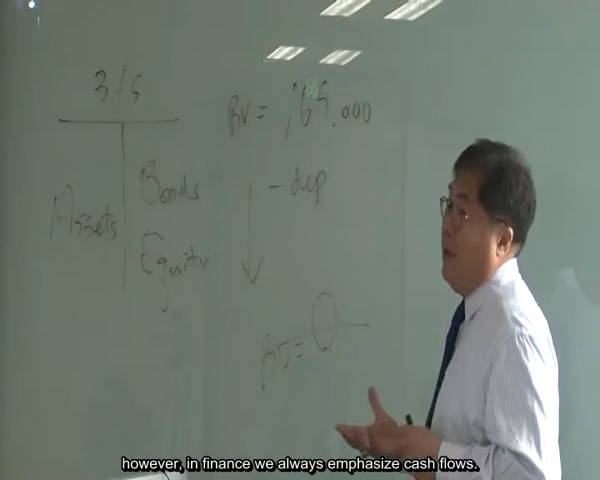 B/S
Assets
Bonds
Equity
BV = 165.000
- dep
BV = 0
however, in finance we always emphasize cash flows.